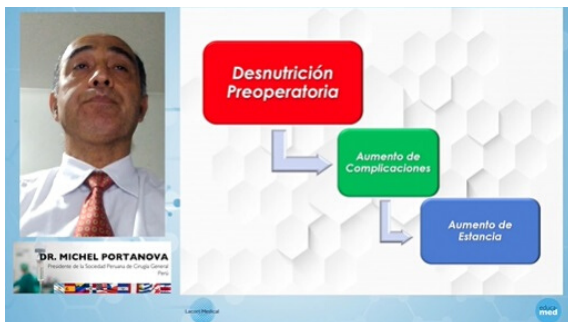 Desnutrición
Preoperatoria
Aumento de
Complicaciones
Aumento de
Estancia
DR. MICHEL PORTANOVA
Presidente de la Sociedad Peruana de Cirugía General
Perú
Lacort Medical
educa
med